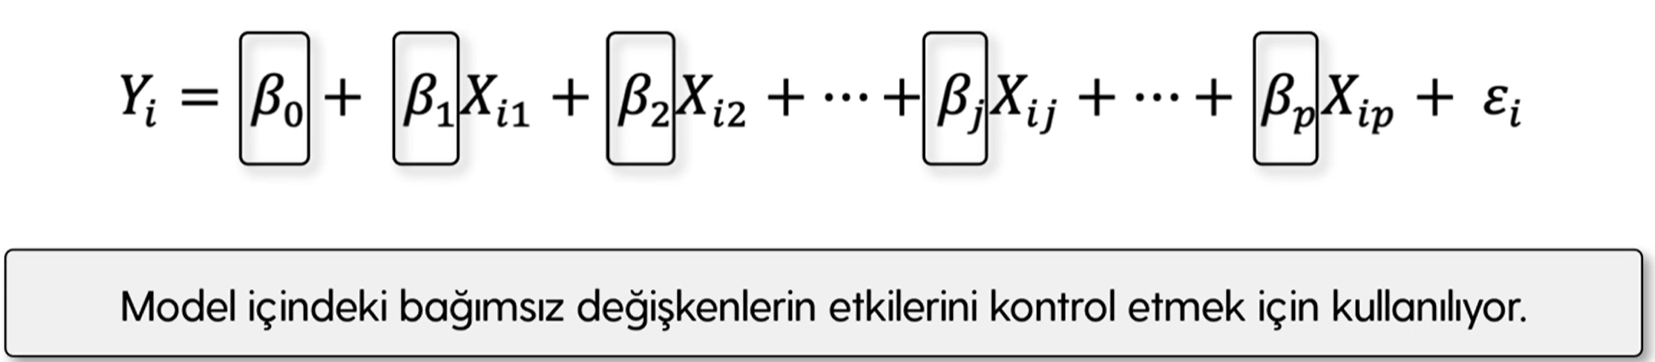 Yᵢ = β₀ + β₁Xᵢ₁ + β₂Xᵢ₂ + ⋯ + βⱼXᵢⱼ + ⋯ + βₚXᵢₚ + εᵢ
Model içindeki bağımsız değişkenlerin etkilerini kontrol etmek için kullanılıyor.